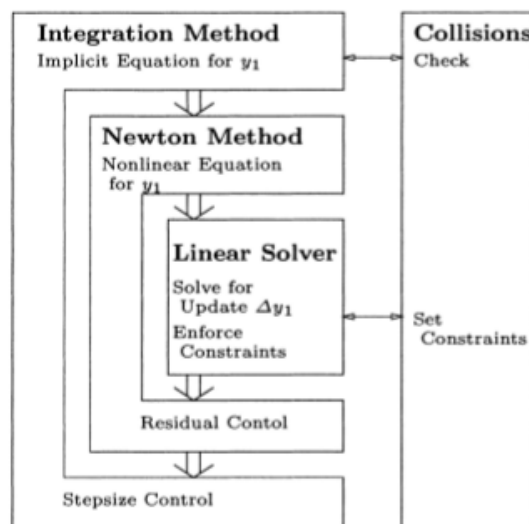 Integration Method
Implicit Equation for y₁
Collisions
Check
Newton Method
Nonlinear Equation
for y₁
Linear Solver
Solve for
Update Δy₁
Enforce
Constraints
Set
Constraints
Residual Contol
Stepsize Control